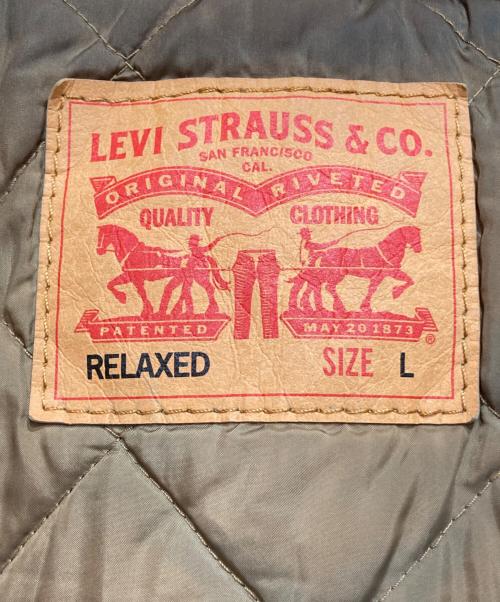 LEVI STRAUSS & CO.
SAN FRANCISCO
CAL.
ORIGINAL RIVETED
QUALITY CLOTHING
PATENTED MAY 20 1873 ®
RELAXED SIZE L